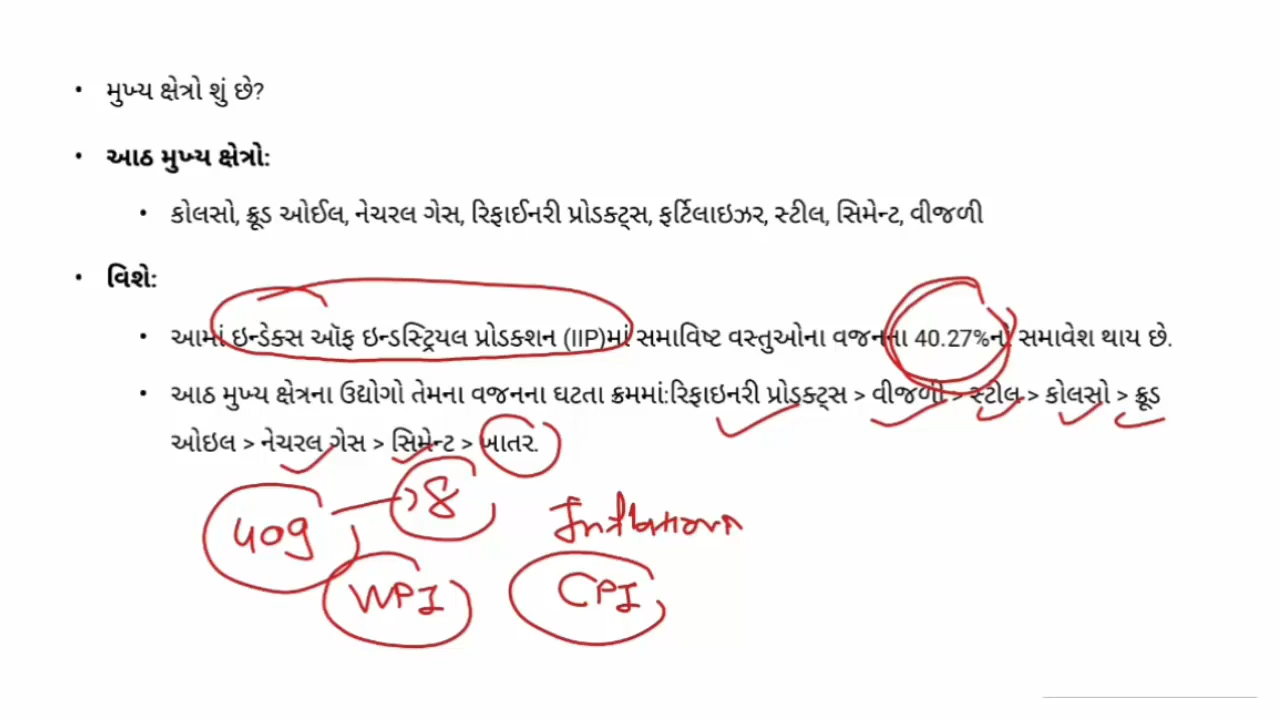 • મુખ્ય ક્ષેત્રો શું છે?
• આઠ મુખ્ય ક્ષેત્રો:
• કોલસો, ક્રૂડ ઓઈલ, નેચરલ ગેસ, રિફાઈનરી પ્રોડક્ટ્સ, ફર્ટિલાઇઝર, સ્ટીલ, સિમેન્ટ, વીજળી
• વિશે:
• આમાં ઇન્ડેક્સ ઑફ ઇન્ડસ્ટ્રિયલ પ્રોડક્શન (IIP)માં સમાવિષ્ટ વસ્તુઓના વજનના 40.27%નો સમાવેશ થાય છે.
• આઠ મુખ્ય ક્ષેત્રના ઉદ્યોગો તેમના વજનના ઘટતા ક્રમમાં:રિફાઇનરી પ્રોડક્ટ્સ > વીજળી > સ્ટીલ > કોલસો > ક્રૂડ
ઓઇલ > નેચરલ ગેસ > સિમેન્ટ > ખાતર.
409 8 Inflation
WPI CPI